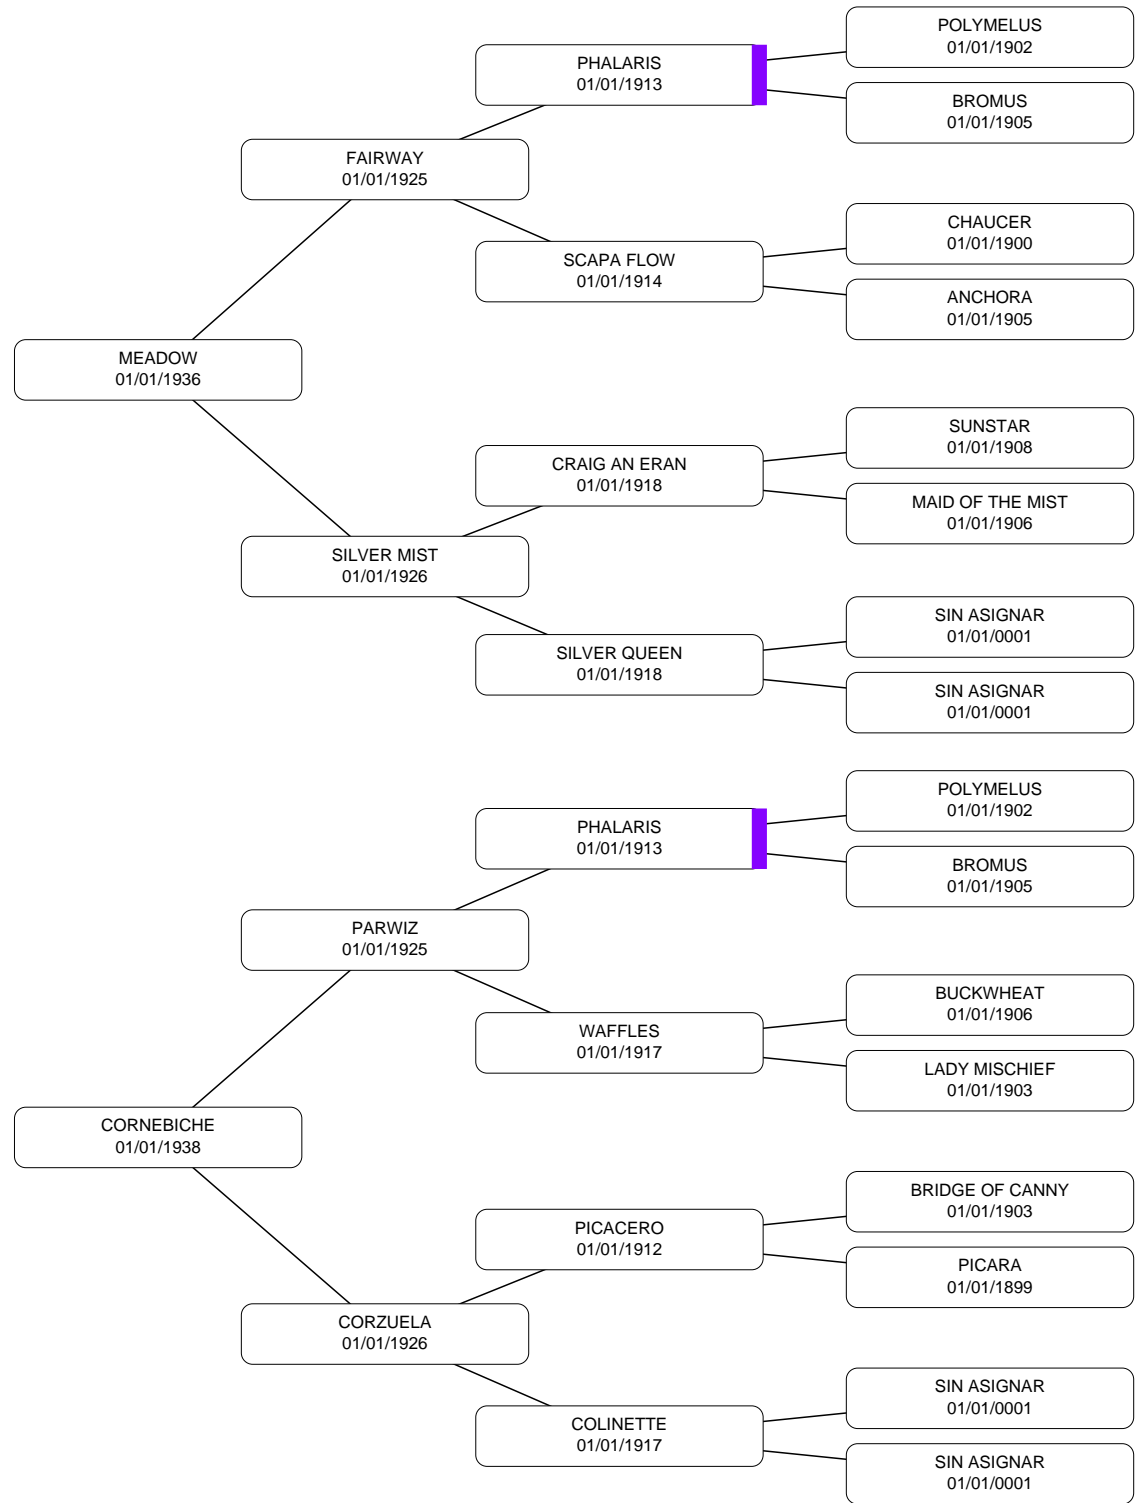 POLYMELUS
01/01/1902
PHALARIS
01/01/1913
BROMUS
01/01/1905
FAIRWAY
01/01/1925
CHAUCER
01/01/1900
SCAPA FLOW
01/01/1914
ANCHORA
01/01/1905
MEADOW
01/01/1936
SUNSTAR
01/01/1908
CRAIG AN ERAN
01/01/1918
MAID OF THE MIST
01/01/1906
SILVER MIST
01/01/1926
SIN ASIGNAR
01/01/0001
SILVER QUEEN
01/01/1918
SIN ASIGNAR
01/01/0001
POLYMELUS
01/01/1902
PHALARIS
01/01/1913
BROMUS
01/01/1905
PARWIZ
01/01/1925
BUCKWHEAT
01/01/1906
WAFFLES
01/01/1917
LADY MISCHIEF
01/01/1903
CORNEBICHE
01/01/1938
BRIDGE OF CANNY
01/01/1903
PICACERO
01/01/1912
PICARA
01/01/1899
CORZUELA
01/01/1926
SIN ASIGNAR
01/01/0001
COLINETTE
01/01/1917
SIN ASIGNAR
01/01/0001